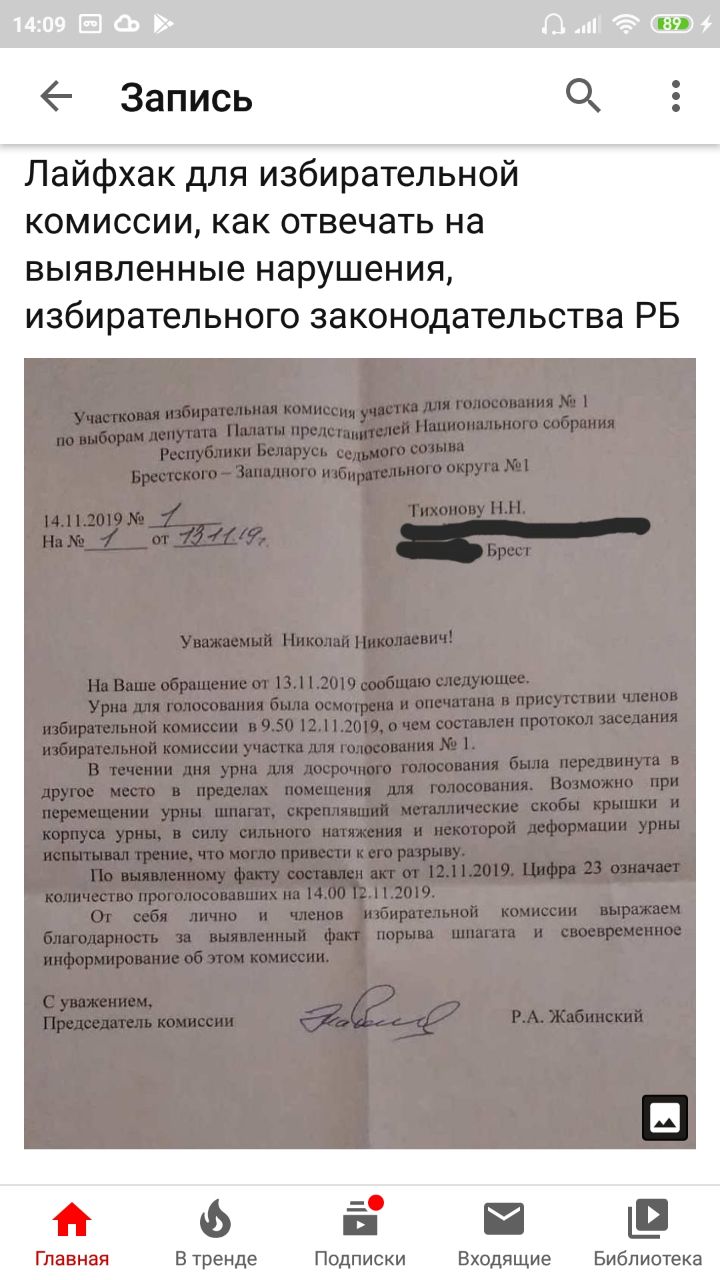 14:09
89
Запись
Лайфхак для избирательной
комиссии, как отвечать на
выявленные нарушения,
избирательного законодательства РБ
Участковая избирательная комиссия участка для голосования № 1
по выборам депутата Палаты представителей Национального собрания
Республики Беларусь седьмого созыва
Брестского – Западного избирательного округа №1
14.11.2019 № 1
Тихонову Н.Н.
На № 1 от 13.11.19г.
Брест
Уважаемый Николай Николаевич!
На Ваше обращение от 13.11.2019 сообщаю следующее.
Урна для голосования была осмотрена и опечатана в присутствии членов
избирательной комиссии в 9.50 12.11.2019, о чем составлен протокол заседания
избирательной комиссии участка для голосования № 1.
В течении дня урна для досрочного голосования была передвинута в
другое место в пределах помещения для голосования. Возможно при
перемещении урны шпагат, скреплявший металлические скобы крышки и
корпуса урны, в силу сильного натяжения и некоторой деформации урны
испытывал трение, что могло привести к его разрыву.
По выявленному факту составлен акт от 12.11.2019. Цифра 23 означает
количество проголосовавших на 14.00 12.11.2019.
От себя лично и членов избирательной комиссии выражаем
благодарность за выявленный факт порыва шпагата и своевременное
информирование об этом комиссии.
С уважением,
Председатель комиссии
Р.А. Жабинский
Главная
В тренде
Подписки
Входящие
Библиотека